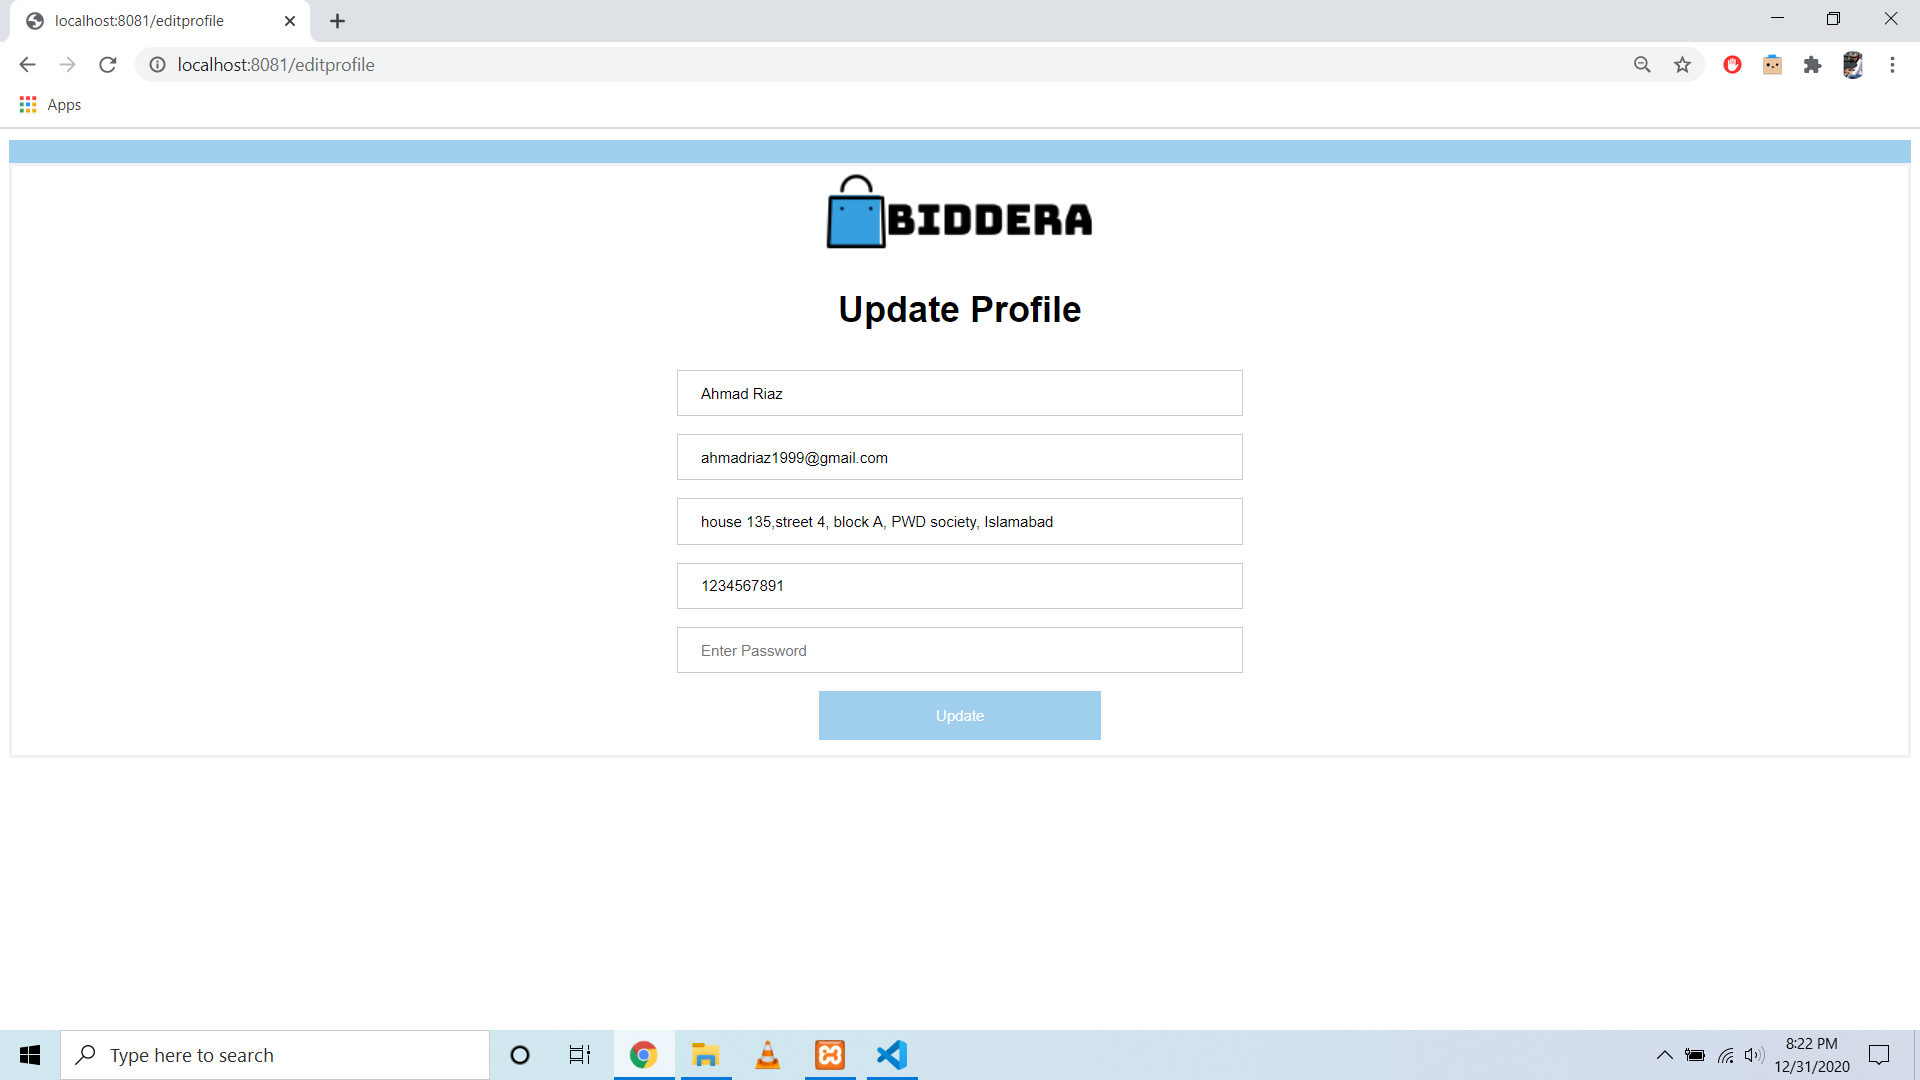 localhost:8081/editprofile
localhost:8081/editprofile
Apps
BIDDERA
Update Profile
Ahmad Riaz
ahmadriaz1999@gmail.com
house 135,street 4, block A, PWD society, Islamabad
1234567891
Enter Password
Update
Type here to search
8:22 PM
12/31/2020